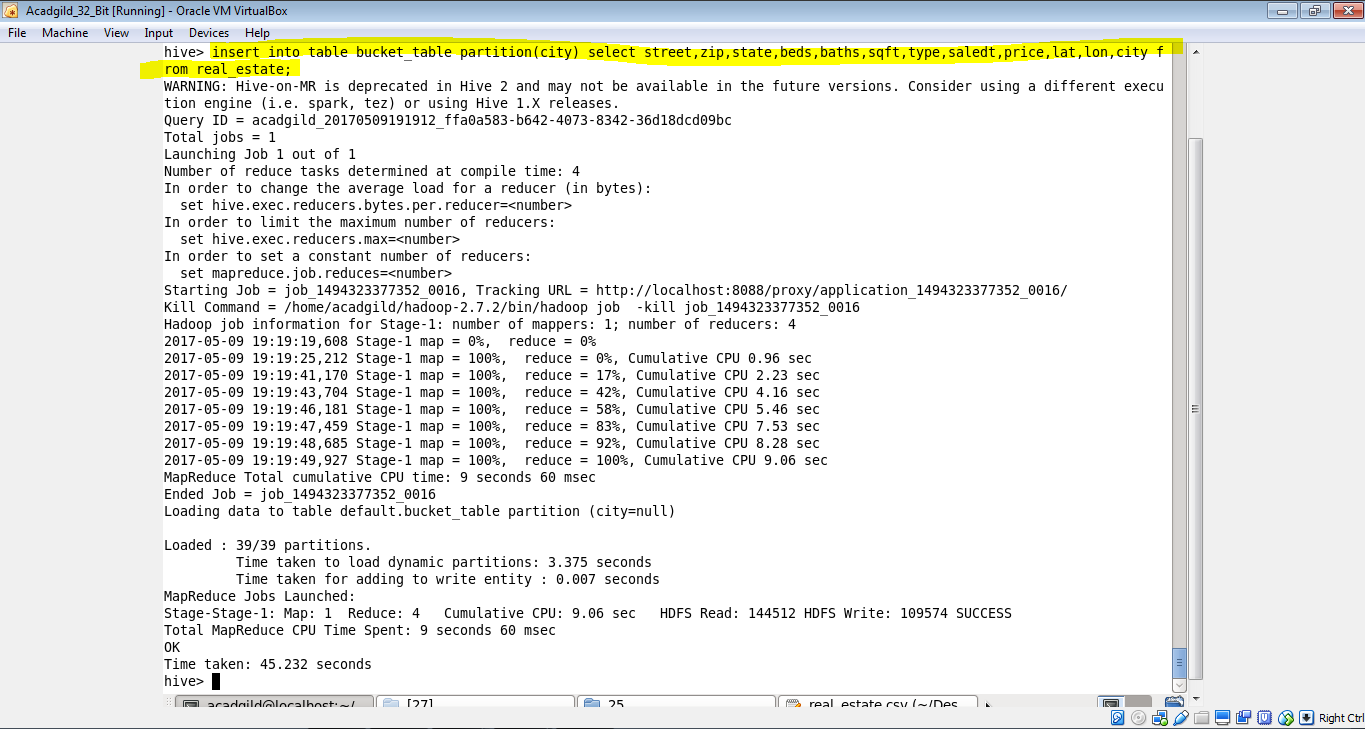 Acadgild_32_Bit [Running] - Oracle VM VirtualBox
File Machine View Input Devices Help
hive> insert into table bucket_table partition(city) select street,zip,state,beds,baths,sqft,type,saledt,price,lat,lon,city f
rom real_estate;
WARNING: Hive-on-MR is deprecated in Hive 2 and may not be available in the future versions. Consider using a different execu
tion engine (i.e. spark, tez) or using Hive 1.X releases.
Query ID = acadgild_20170509191912_ffa0a583-b642-4073-8342-36d18dcd09bc
Total jobs = 1
Launching Job 1 out of 1
Number of reduce tasks determined at compile time: 4
In order to change the average load for a reducer (in bytes):
  set hive.exec.reducers.bytes.per.reducer=<number>
In order to limit the maximum number of reducers:
  set hive.exec.reducers.max=<number>
In order to set a constant number of reducers:
  set mapreduce.job.reduces=<number>
Starting Job = job_1494323377352_0016, Tracking URL = http://localhost:8088/proxy/application_1494323377352_0016/
Kill Command = /home/acadgild/hadoop-2.7.2/bin/hadoop job  -kill job_1494323377352_0016
Hadoop job information for Stage-1: number of mappers: 1; number of reducers: 4
2017-05-09 19:19:19,608 Stage-1 map = 0%,  reduce = 0%
2017-05-09 19:19:25,212 Stage-1 map = 100%,  reduce = 0%, Cumulative CPU 0.96 sec
2017-05-09 19:19:41,170 Stage-1 map = 100%,  reduce = 17%, Cumulative CPU 2.23 sec
2017-05-09 19:19:43,704 Stage-1 map = 100%,  reduce = 42%, Cumulative CPU 4.16 sec
2017-05-09 19:19:46,181 Stage-1 map = 100%,  reduce = 58%, Cumulative CPU 5.46 sec
2017-05-09 19:19:47,459 Stage-1 map = 100%,  reduce = 83%, Cumulative CPU 7.53 sec
2017-05-09 19:19:48,685 Stage-1 map = 100%,  reduce = 92%, Cumulative CPU 8.28 sec
2017-05-09 19:19:49,927 Stage-1 map = 100%,  reduce = 100%, Cumulative CPU 9.06 sec
MapReduce Total cumulative CPU time: 9 seconds 60 msec
Ended Job = job_1494323377352_0016
Loading data to table default.bucket_table partition (city=null)
Loaded : 39/39 partitions.
         Time taken to load dynamic partitions: 3.375 seconds
         Time taken for adding to write entity : 0.007 seconds
MapReduce Jobs Launched:
Stage-Stage-1: Map: 1  Reduce: 4   Cumulative CPU: 9.06 sec   HDFS Read: 144512 HDFS Write: 109574 SUCCESS
Total MapReduce CPU Time Spent: 9 seconds 60 msec
OK
Time taken: 45.232 seconds
hive>
acadgild@localhost:~/ [27] 25 real_estate.csv (~/Des
Right Ctrl